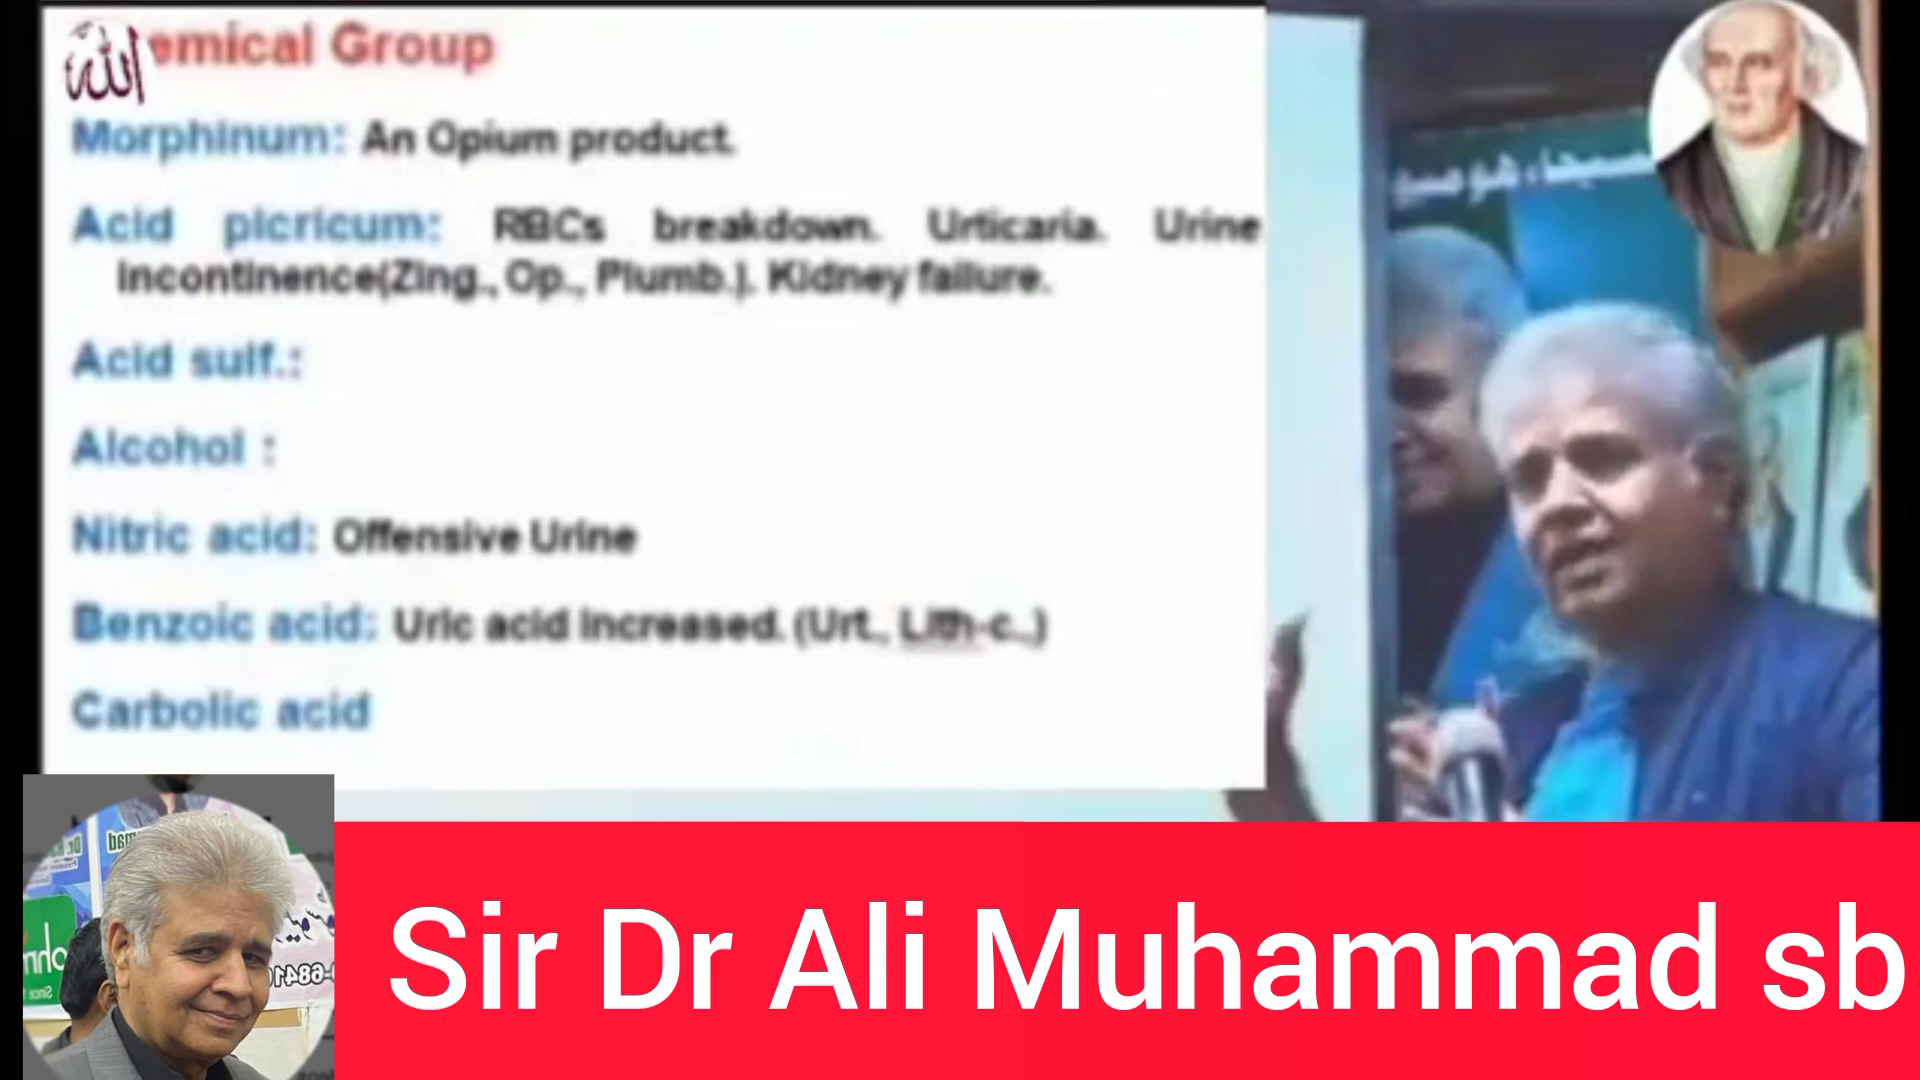 الله
emical Group
Morphinum: An Opium product.
Acid picricum: RBCs breakdown. Urticaria. Urine
incontinence(Zing., Op., Plumb.). Kidney failure.
Acid sulf.:
Alcohol :
Nitric acid: Offensive Urine
Benzoic acid: Uric acid increased. (Urt., Lith-c.,)
Carbolic acid
Sir Dr Ali Muhammad sb